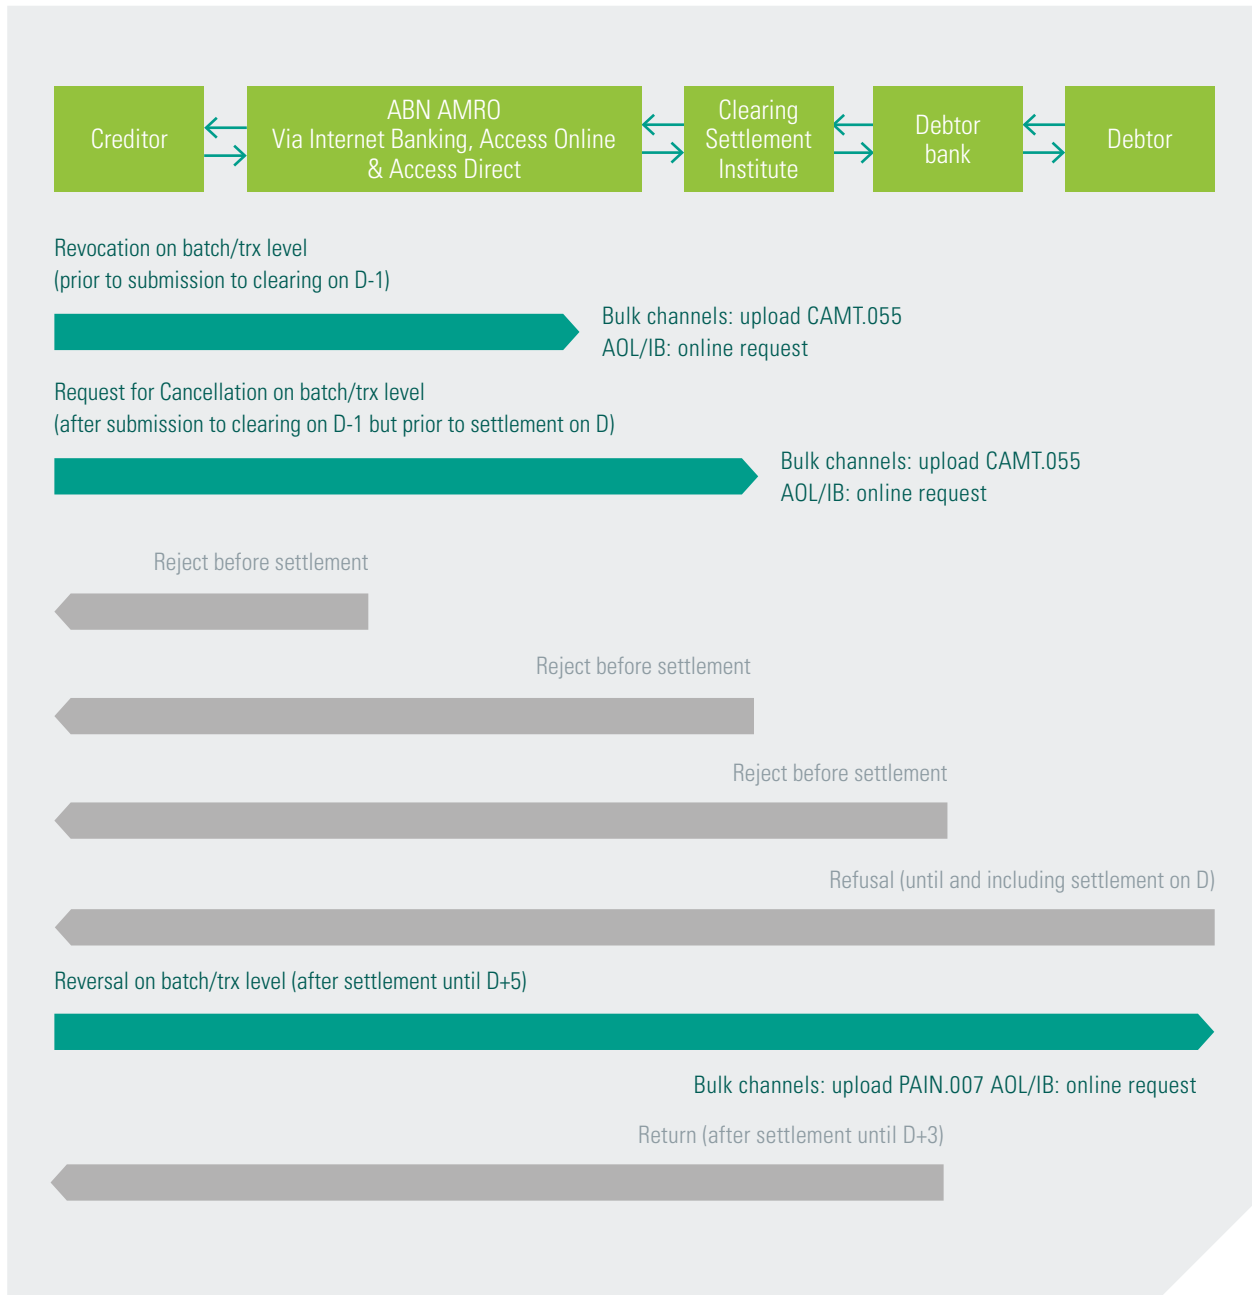 Creditor
ABN AMRO
Via Internet Banking, Access Online
& Access Direct
Clearing
Settlement
Institute
Debtor
bank
Debtor
Revocation on batch/trx level
(prior to submission to clearing on D-1)
Bulk channels: upload CAMT.055
AOL/IB: online request
Request for Cancellation on batch/trx level
(after submission to clearing on D-1 but prior to settlement on D)
Bulk channels: upload CAMT.055
AOL/IB: online request
Reject before settlement
Reject before settlement
Reject before settlement
Refusal (until and including settlement on D)
Reversal on batch/trx level (after settlement until D+5)
Bulk channels: upload PAIN.007 AOL/IB: online request
Return (after settlement until D+3)